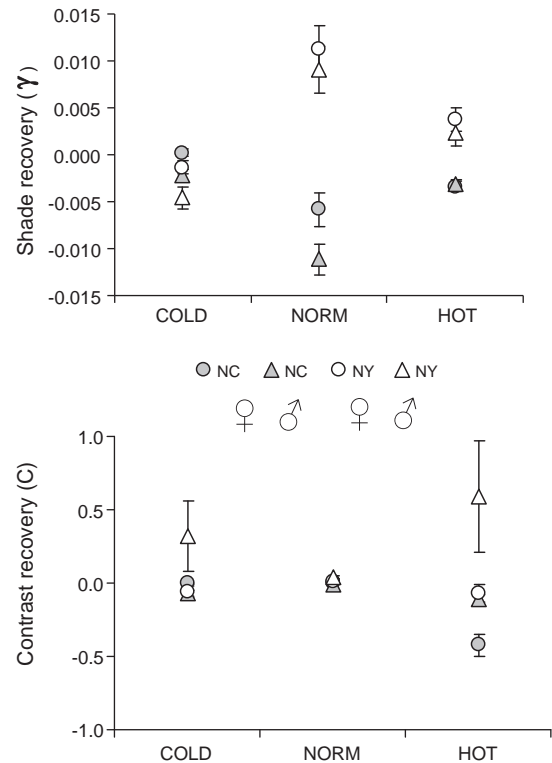 0.015
0.010
0.005
0.000
-0.005
-0.010
-0.015
Shade recovery (γ)
COLD NORM HOT
NC NC NY NY
♀ ♂ ♀ ♂
1.0
0.5
0.0
-0.5
-1.0
Contrast recovery (C)
COLD NORM HOT